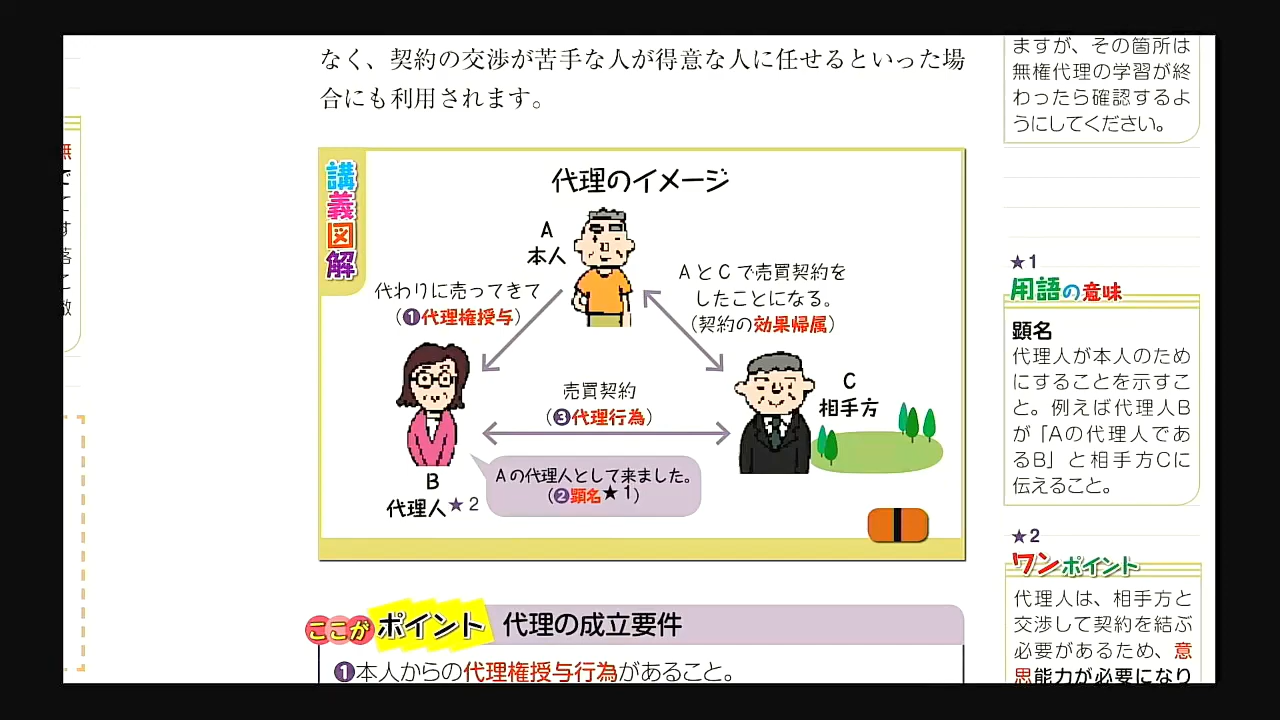 なく、契約の交渉が苦手な人が得意な人に任せるといった場
合にも利用されます。
講義図解
代理のイメージ
A
本人
代わりに売ってきて
(❶代理権授与)
AとCで売買契約を
したことになる。
(契約の効果帰属)
売買契約
(❸代理行為)
C
相手方
Aの代理人として来ました。
(❷顕名★1)
B
代理人★2
ここがポイント 代理の成立要件
❶本人からの代理権授与行為があること。
ますが、その箇所は
無権代理の学習が終
わったら確認するよ
うにしてください。
★1
用語の意味
顕名
代理人が本人のため
にすることを示すこ
と。例えば代理人B
が「Aの代理人であ
るB」と相手方Cに
伝えること。
★2
ワンポイント
代理人は、相手方と
交渉して契約を結ぶ
必要があるため、意
思能力が必要になり